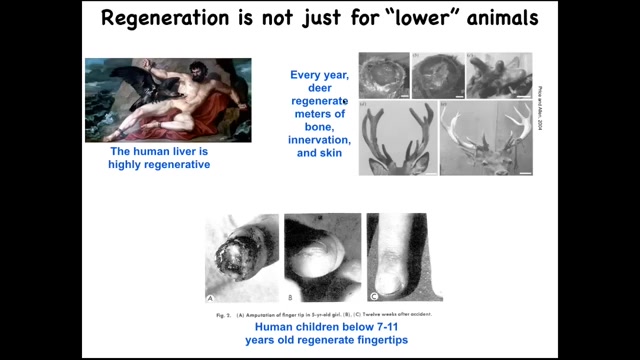 Regeneration is not just for “lower” animals
The human liver is
highly regenerative
Every year,
deer
regenerate
meters of
bone,
innervation,
and skin
Price and Allen, 2004
A
B
C
Fig. 2. (A) Amputation of finger tip in 5-yr-old girl. (B), (C) Twelve weeks after accident.
Human children below 7-11
years old regenerate fingertips